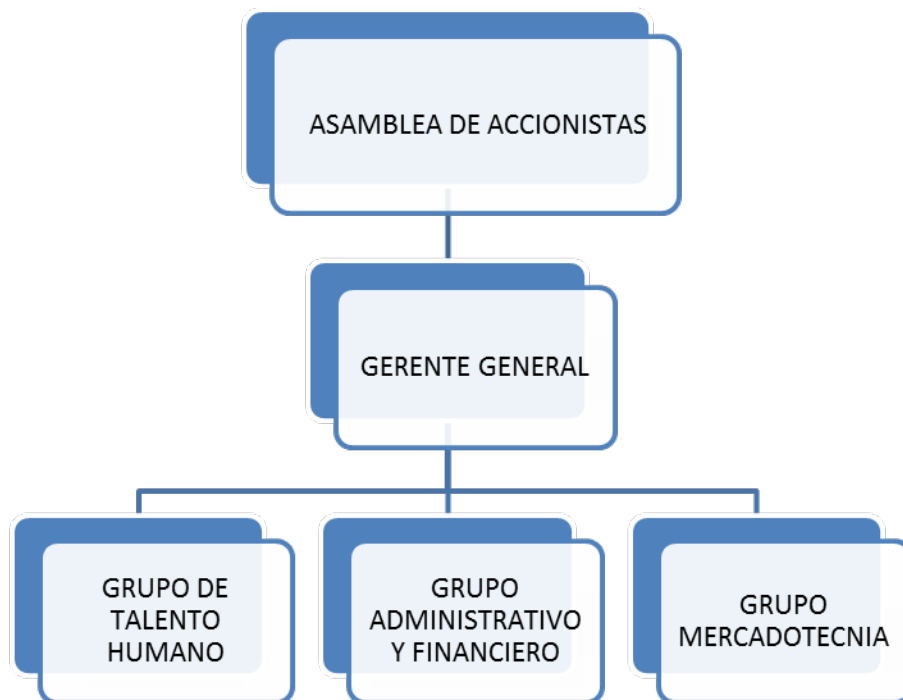 ASAMBLEA DE ACCIONISTAS
GERENTE GENERAL
GRUPO DE
TALENTO
HUMANO
GRUPO
ADMINISTRATIVO
Y FINANCIERO
GRUPO
MERCADOTECNIA